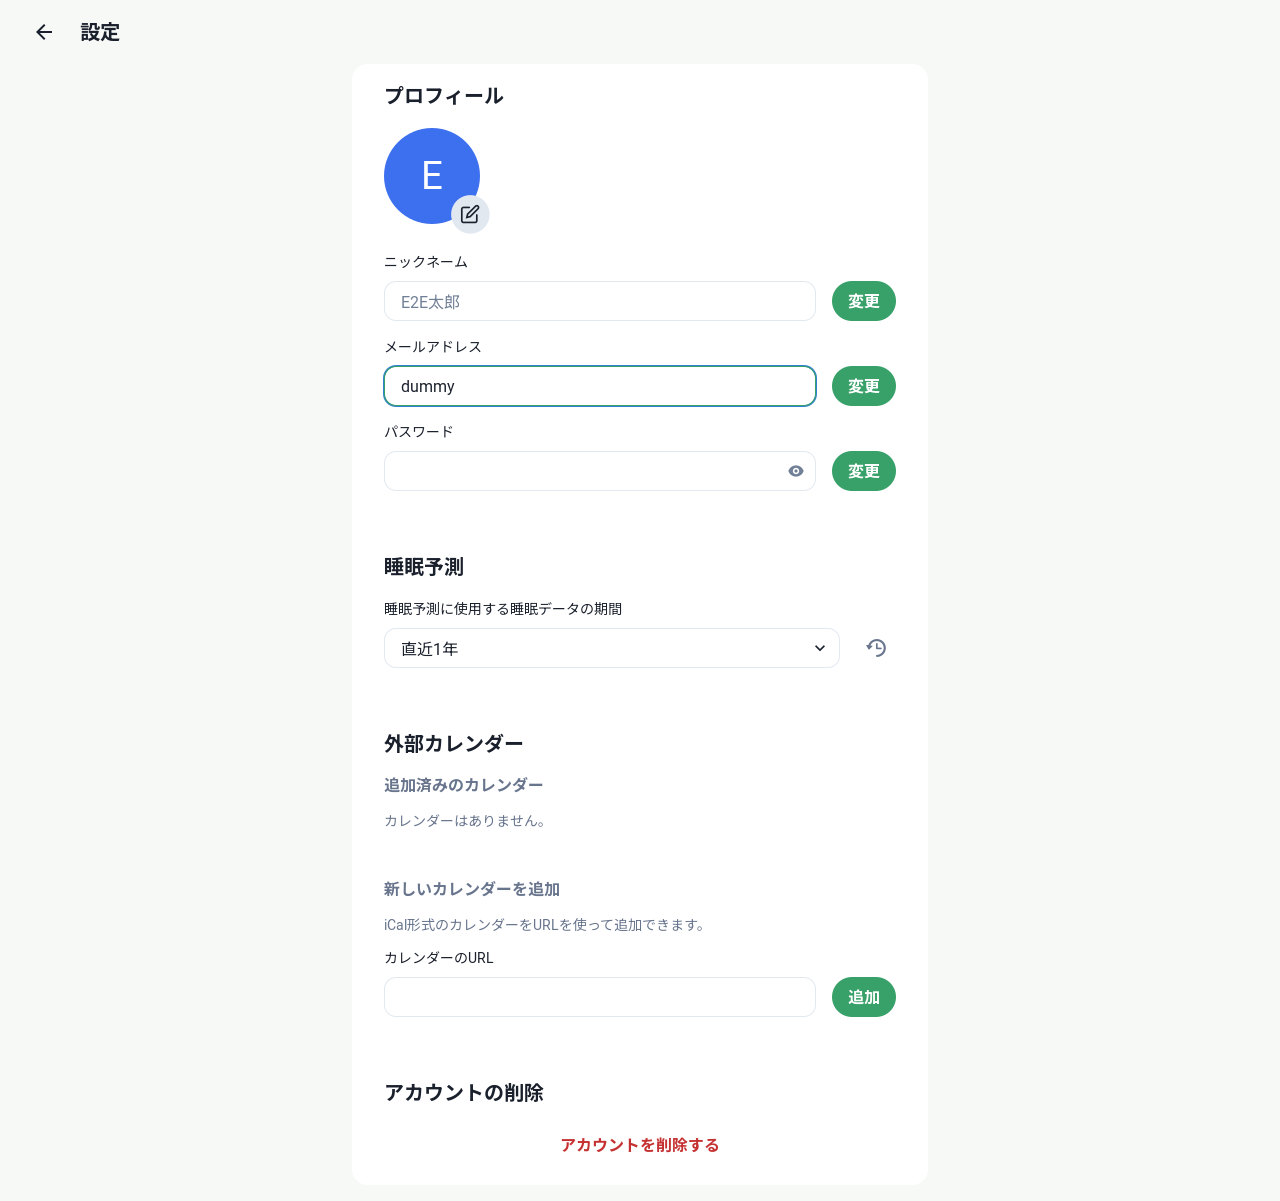 設定
プロフィール
E
ニックネーム
E2E太郎
変更
メールアドレス
dummy
変更
パスワード
変更
睡眠予測
睡眠予測に使用する睡眠データの期間
直近1年
外部カレンダー
追加済みのカレンダー
カレンダーはありません。
新しいカレンダーを追加
iCal形式のカレンダーをURLを使って追加できます。
カレンダーのURL
追加
アカウントの削除
アカウントを削除する